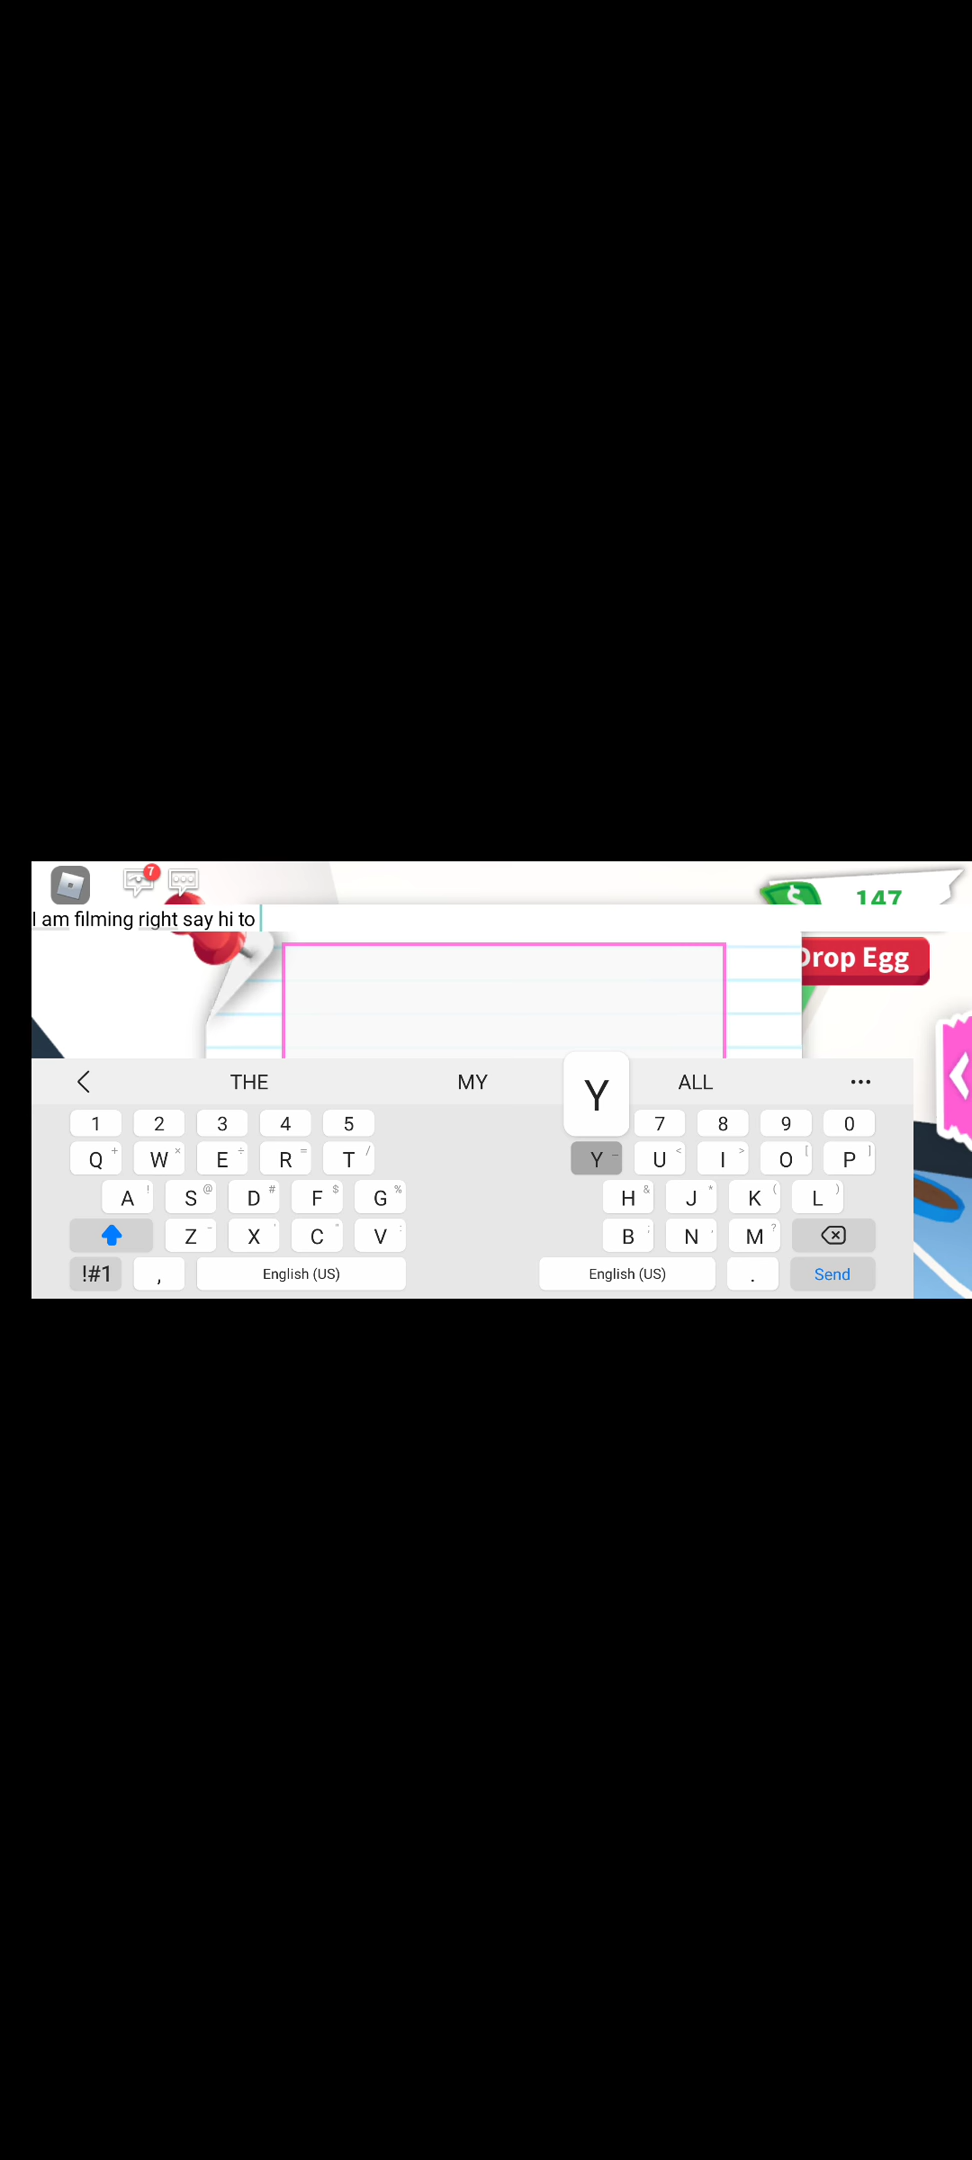 7
147
I am filming right say hi to
Drop Egg
THE MY ALL
Y
1 2 3 4 5 7 8 9 0
Q + W × E ÷ R = T / Y _ U < I > O [ P ]
A ! S @ D # F $ G % H & J * K ( L )
Z - X ' C " V : B ; N , M ?
!#1 , English (US) English (US) . Send